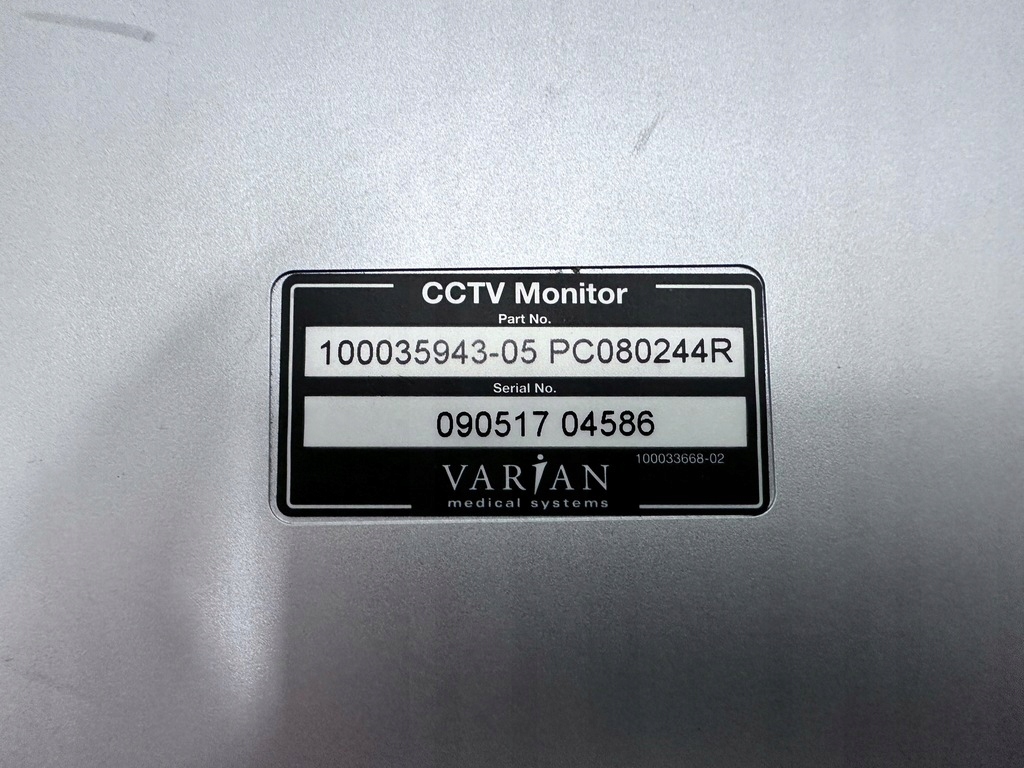 CCTV Monitor
Part No.
100035943-05 PC080244R
Serial No.
090517 04586
100033668-02
VARIAN
medical systems